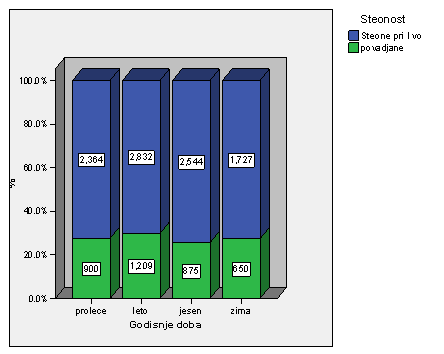 Steonost
Steone pri I vo
povadjane
100.0%
80.0%
60.0%
40.0%
20.0%
0.0%
%
2,364
2,832
2,544
1,727
900
1,209
875
650
prolece
leto
jesen
zima
Godisnje doba